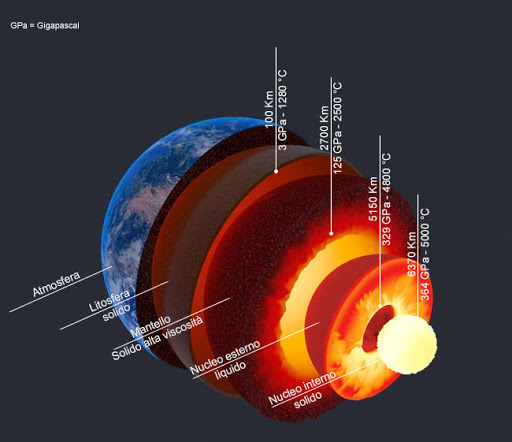 GPa = Gigapascal
100 Km
3 GPa - 1280 °C
2700 Km
125 GPa - 2500 °C
5150 Km
329 GPa - 4800 °C
6370 Km
364 GPa - 5000 °C
Atmosfera
Litosfera
solido
Mantello
Solido alta viscosità
Nucleo esterno
liquido
Nucleo interno
solido